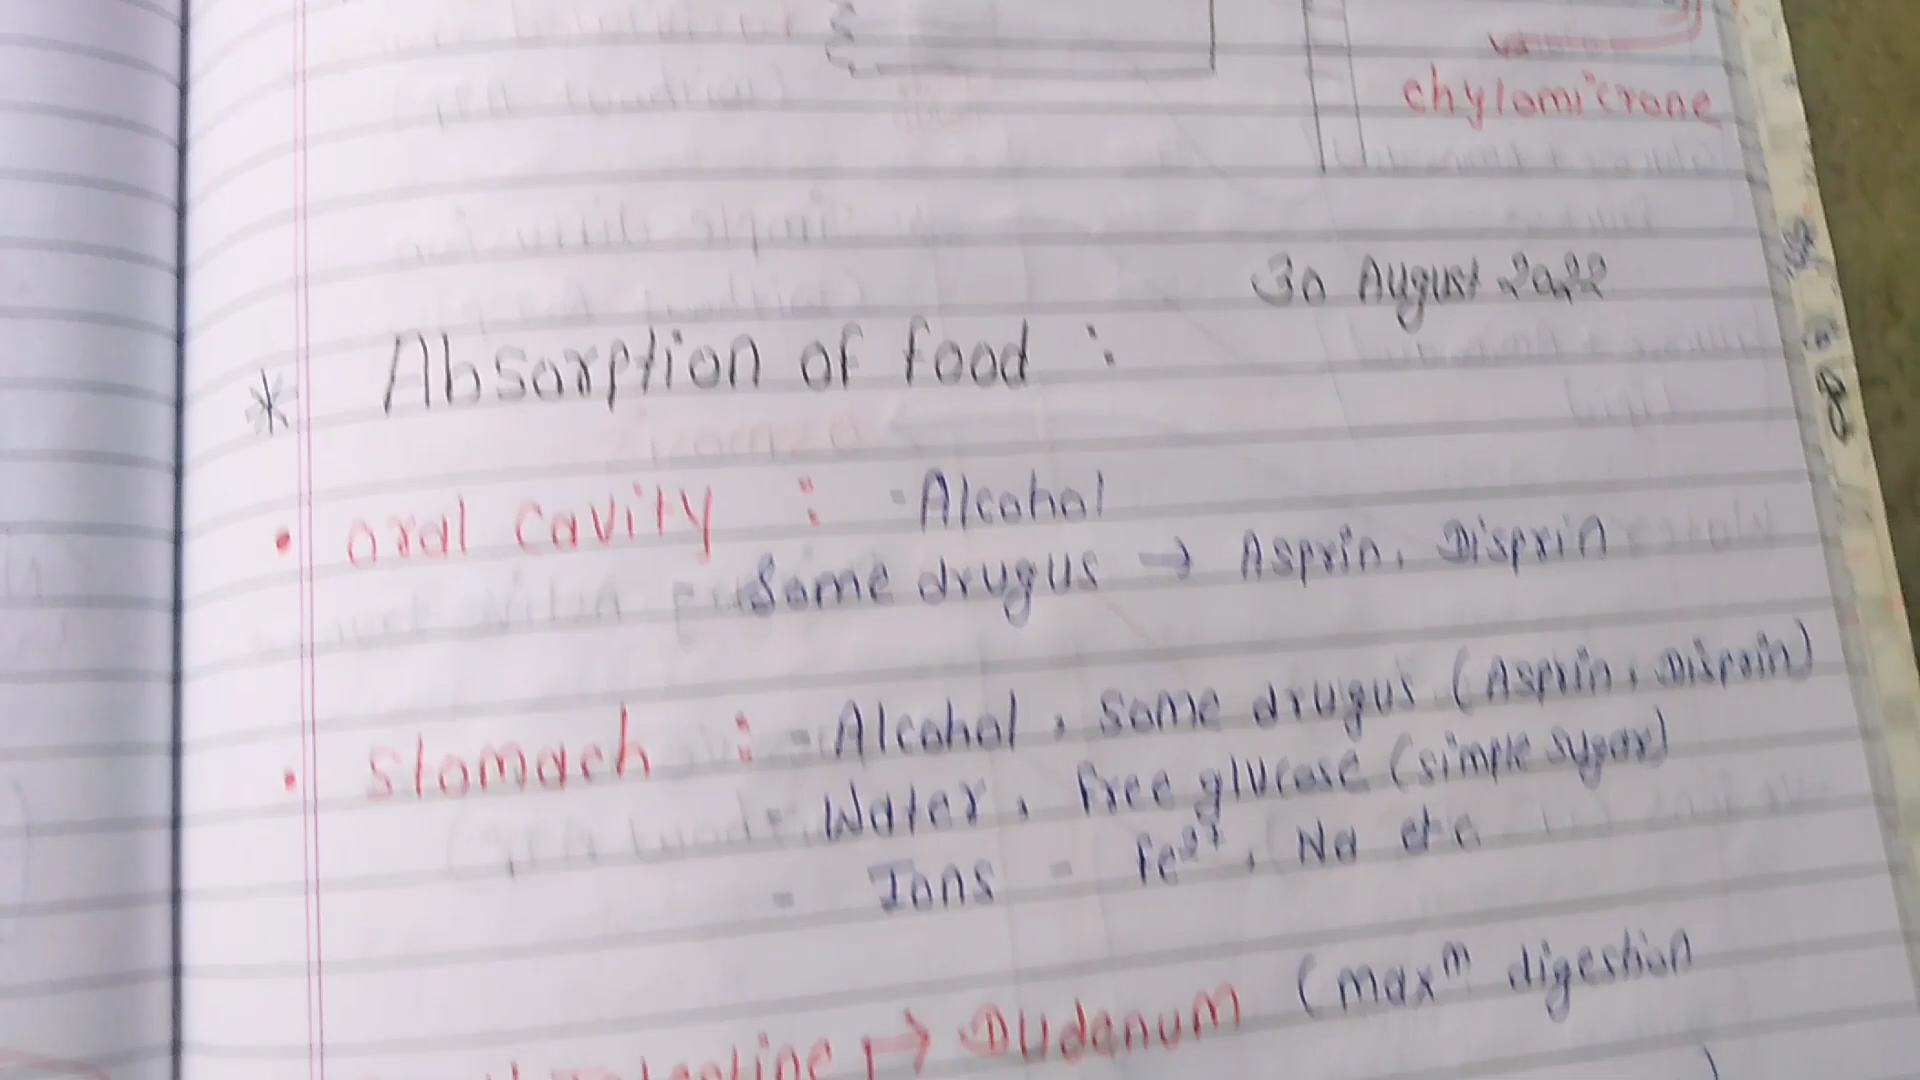 chylomicrone
30 August 2022
* Absorption of food :
• oral cavity : - Alcohol
Some drugus → Asprin, Disprin
• Stomach : - Alcohol, Some drugus (Asprin, Disprin)
- Water, free glucose (simple sugar)
- Ions - Fe²⁺, Na etc
→ Dudenum (maxᵐ digestion